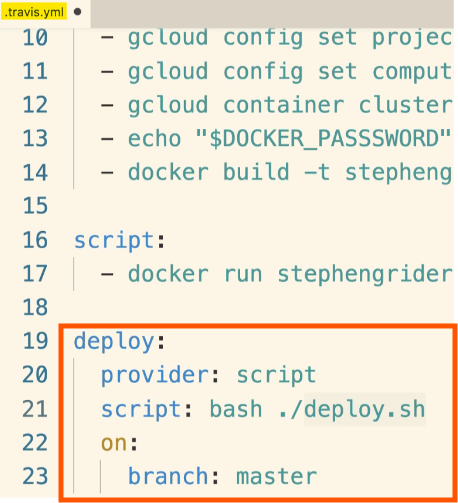 .travis.yml
10 - gcloud config set projec
11 - gcloud config set comput
12 - gcloud container cluster
13 - echo "$DOCKER_PASSSWORD"
14 - docker build -t stepheng
15
16 script:
17 - docker run stephengrider
18
19 deploy:
20 provider: script
21 script: bash ./deploy.sh
22 on:
23 branch: master